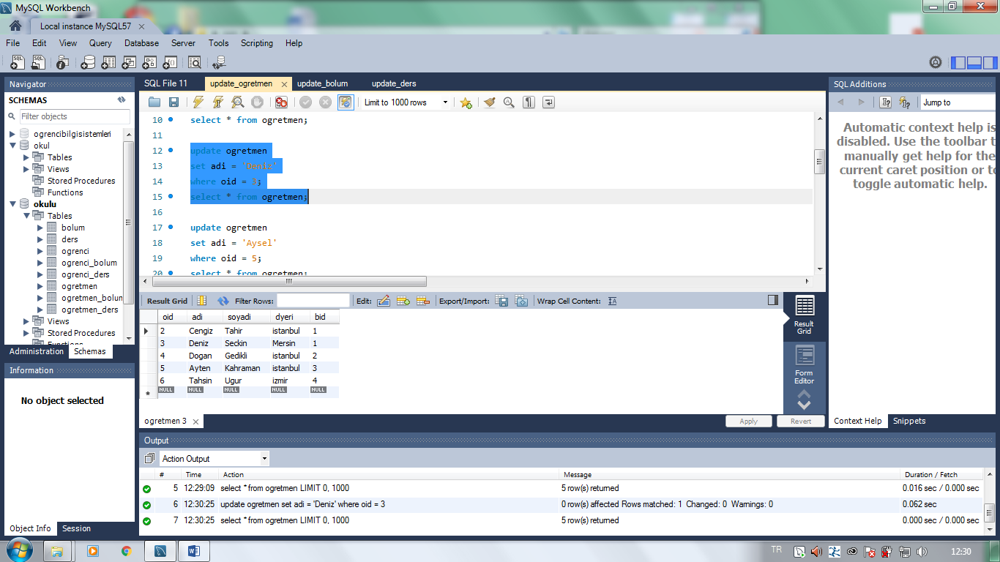 MySQL Workbench
Local instance MySQL57
File Edit View Query Database Server Tools Scripting Help
Navigator
SCHEMAS
Filter objects
ogrencibilgisistemleri
okul
Tables
Views
Stored Procedures
Functions
okulu
Tables
bolum
ders
ogrenci
ogrenci_bolum
ogrenci_ders
ogretmen
ogretmen_bolun
ogretmen_ders
Views
Stored Procedures
Functions
Administration Schemas
Information
No object selected
Object Info Session
SQL File 11 update_ogretmen update_bolum update_ders
Limit to 1000 rows
10 select * from ogretmen;
11
12 update ogretmen
13 set adi = 'Deniz'
14 where oid = 3;
15 select * from ogretmen;
16
17 update ogretmen
18 set adi = 'Aysel'
19 where oid = 5;
20 select * from ogretmen;
Result Grid Filter Rows: Edit: Export/Import: Wrap Cell Content:
oid adi soyadi dyeri bid
2 Cengiz Tahir istanbul 1
3 Deniz Seckin Mersin 1
4 Dogan Gedikli istanbul 2
5 Ayten Kahraman istanbul 3
6 Tahsin Ugur izmir 4
NULL NULL NULL NULL NULL
Result
Grid
Form
Editor
ogretmen 3
Apply Revert
SQL Additions
Jump to
Automatic context help is
disabled. Use the toolbar t
manually get help for the
current caret position or to
toggle automatic help.
Context Help Snippets
Output
Action Output
# Time Action Message Duration / Fetch
5 12:29:09 select * from ogretmen LIMIT 0, 1000 5 row(s) returned 0.016 sec / 0.000 sec
6 12:30:25 update ogretmen set adi = 'Deniz' where oid = 3 0 row(s) affected Rows matched: 1 Changed: 0 Warnings: 0 0.062 sec
7 12:30:25 select * from ogretmen LIMIT 0, 1000 5 row(s) returned 0.000 sec / 0.000 sec
TR 12:30